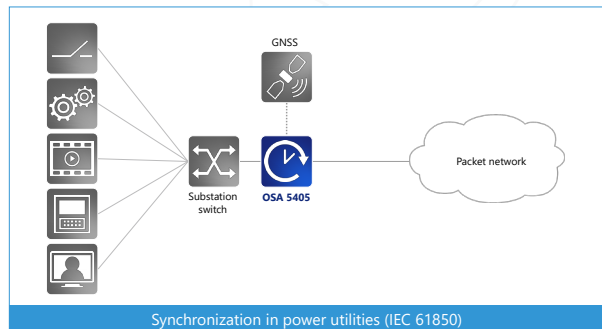 GNSS
Packet network
Substation
switch
OSA 5405
Synchronization in power utilities (IEC 61850)